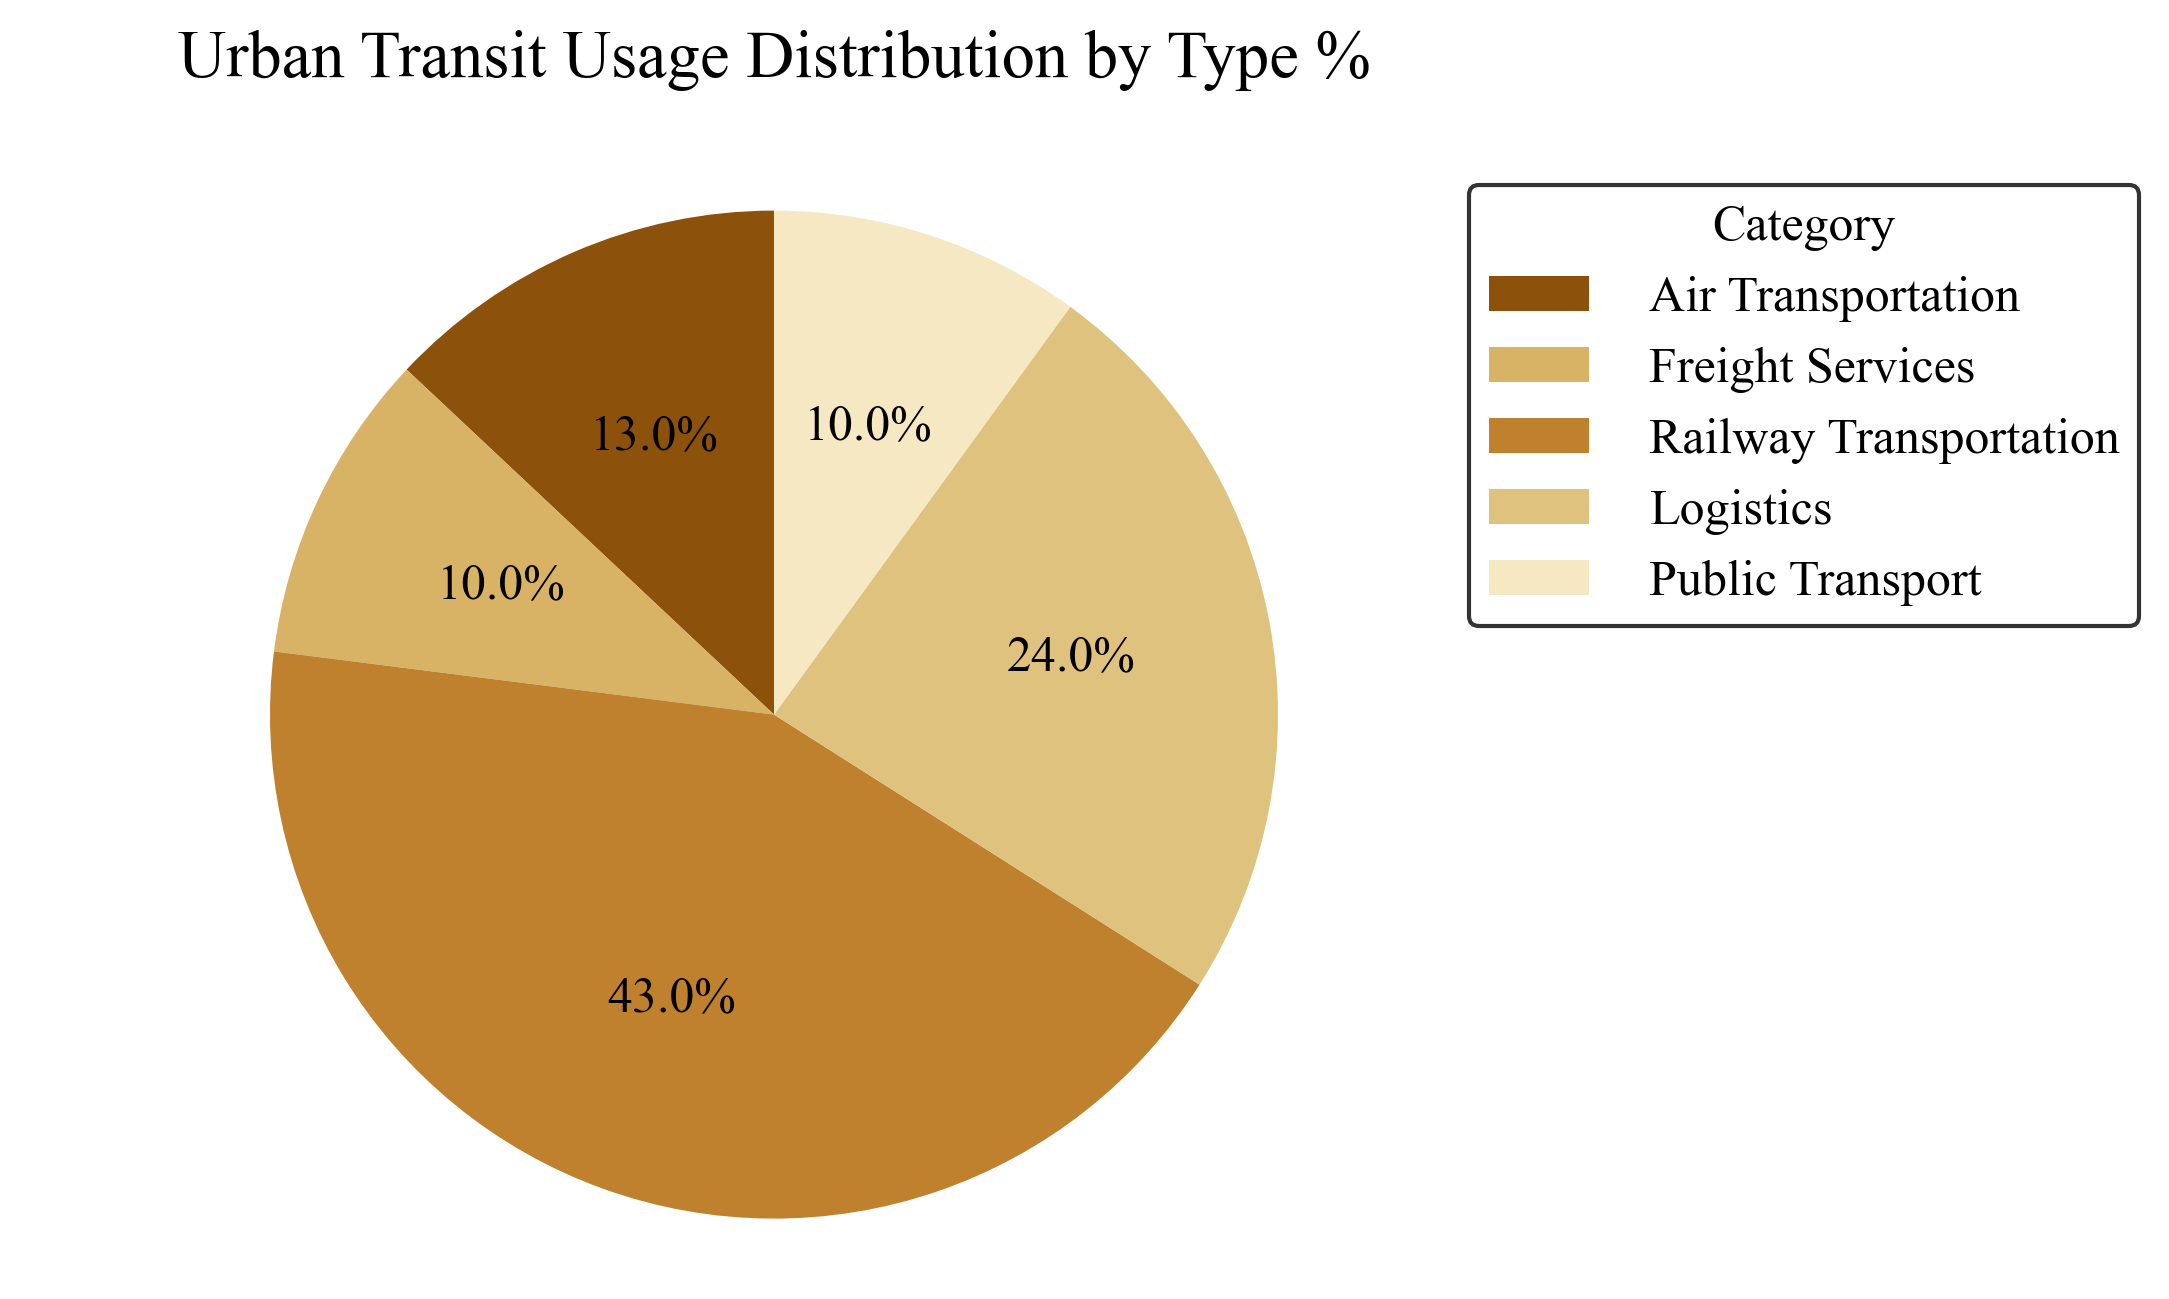 Urban Transit Usage Distribution by Type %
Category
Air Transportation
Freight Services
Railway Transportation
Logistics
Public Transport
13.0%
10.0%
10.0%
24.0%
43.0%